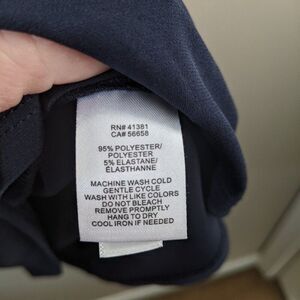 RN# 41381
CA# 56658
95% POLYESTER/
POLYESTER
5% ELASTANE/
ÉLASTHANNE
MACHINE WASH COLD
GENTLE CYCLE
WASH WITH LIKE COLORS
DO NOT BLEACH
REMOVE PROMPTLY
HANG TO DRY
COOL IRON IF NEEDED